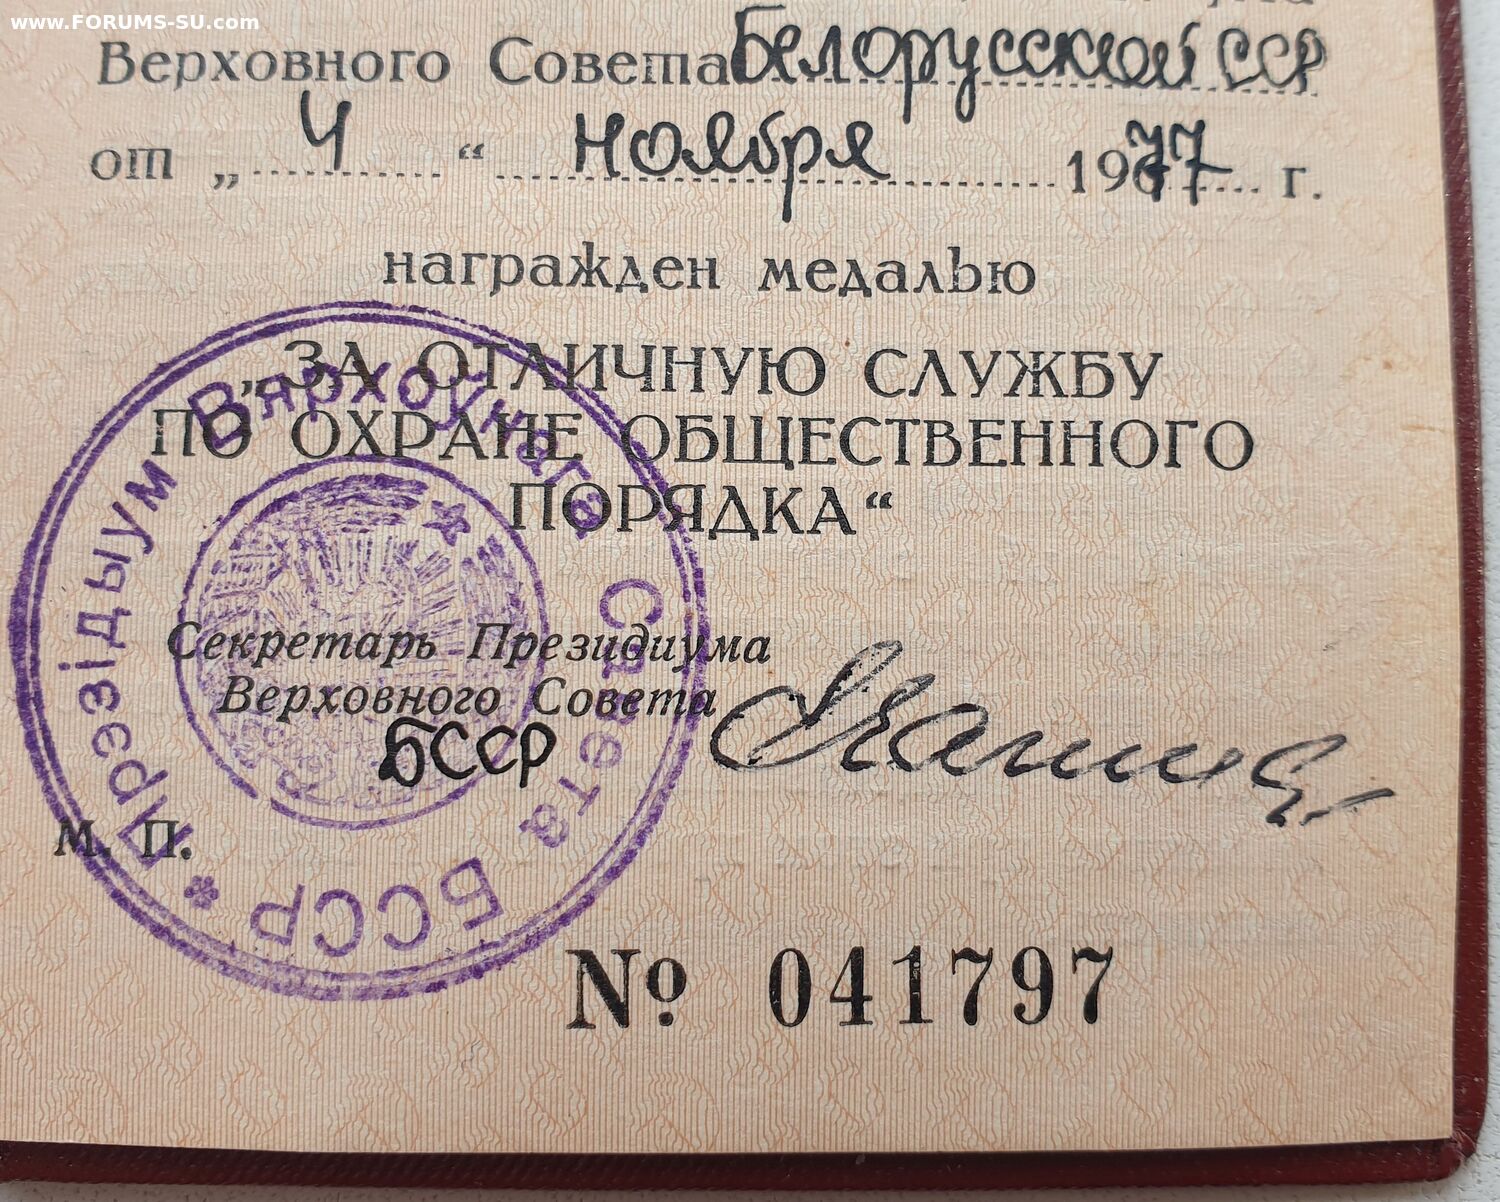 www.FORUMS-SU.com
Верховного Совета Белорусской ССР
от „ 4 “ ноября 1977 г.
награжден медалью
„ЗА ОТЛИЧНУЮ СЛУЖБУ
ПО ОХРАНЕ ОБЩЕСТВЕННОГО
ПОРЯДКА“
Секретарь Президиума
Верховного Совета
БССР
М. П.
Прэзідыум Вярхоўнага Савета БССР *
№ 041797